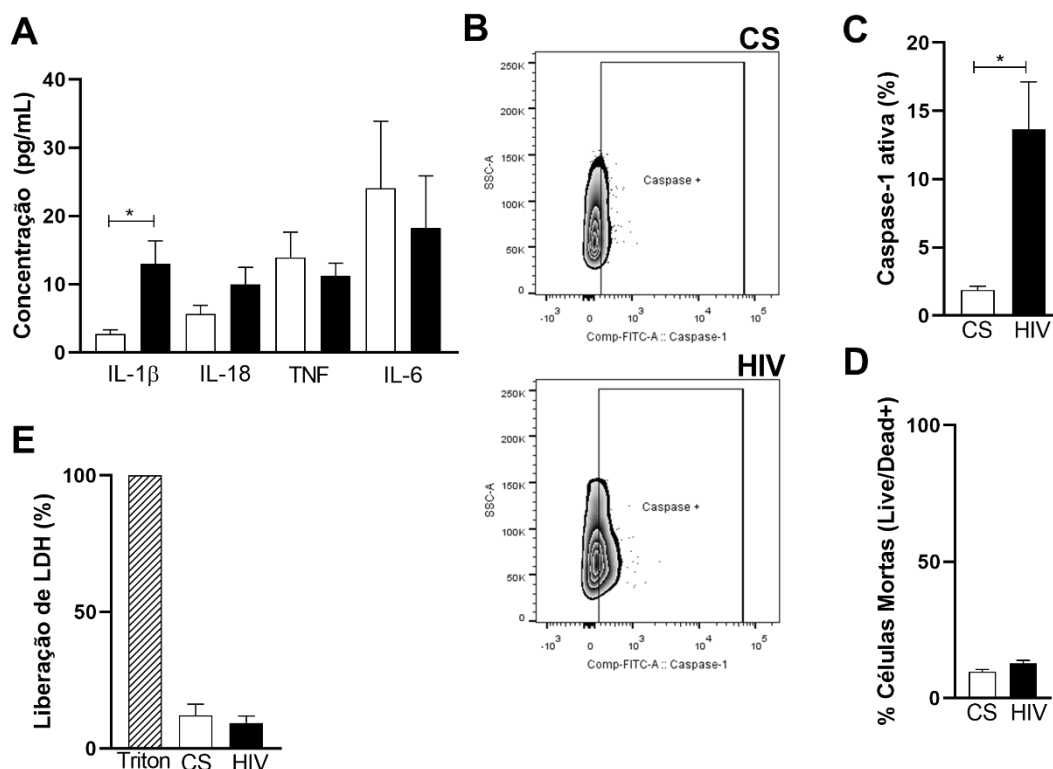 A
Concentração (pg/mL)
40
30
20
10
0
*
IL-1β IL-18 TNF IL-6
B
CS
250K
200K
150K
100K
50K
0
SSC-A
Caspase +
-10³ 0 10³ 10⁴ 10⁵
Comp-FITC-A :: Caspase-1
HIV
250K
200K
150K
100K
50K
0
SSC-A
Caspase +
-10³ 0 10³ 10⁴ 10⁵
Comp-FITC-A :: Caspase-1
C
Caspase-1 ativa (%)
20
15
10
5
0
*
CS HIV
D
% Células Mortas (Live/Dead+)
100
50
0
CS HIV
E
Liberação de LDH (%)
100
50
0
Triton CS HIV